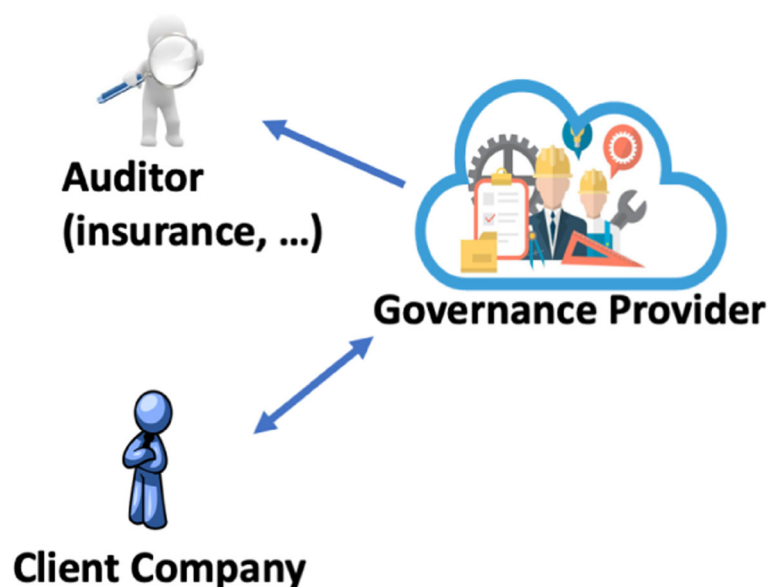 Auditor
(insurance, ...)
Governance Provider
Client Company